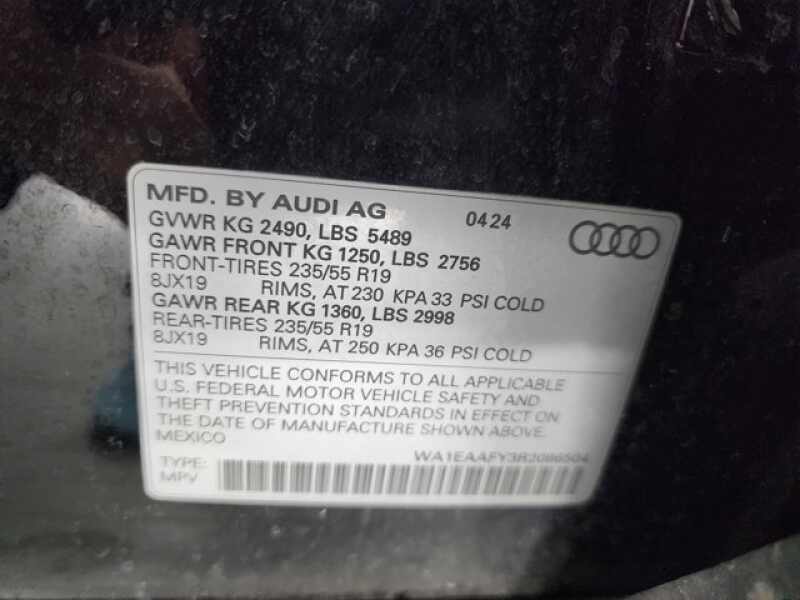 MFD. BY AUDI AG 0424
GVWR KG 2490, LBS 5489
GAWR FRONT KG 1250, LBS 2756
FRONT-TIRES 235/55 R19
8JX19 RIMS, AT 230 KPA 33 PSI COLD
GAWR REAR KG 1360, LBS 2998
REAR-TIRES 235/55 R19
8JX19 RIMS, AT 250 KPA 36 PSI COLD
THIS VEHICLE CONFORMS TO ALL APPLICABLE
U.S. FEDERAL MOTOR VEHICLE SAFETY AND
THEFT PREVENTION STANDARDS IN EFFECT ON
THE DATE OF MANUFACTURE SHOWN ABOVE.
MEXICO
WA1EAAFY3R2086504
TYPE:
MPV